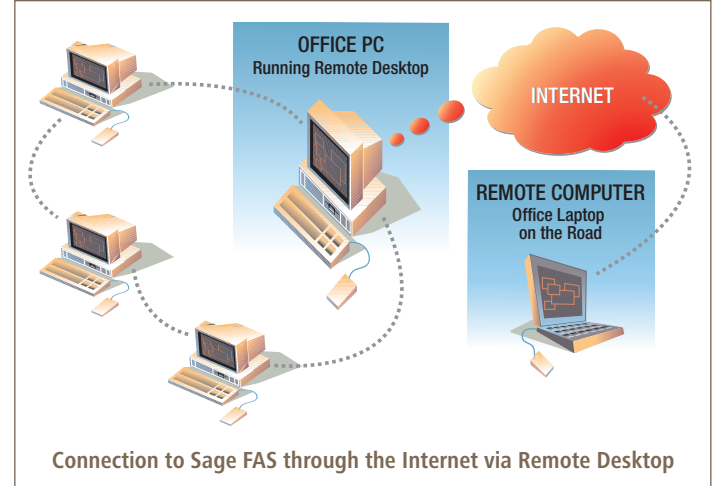 OFFICE PC
Running Remote Desktop
INTERNET
REMOTE COMPUTER
Office Laptop
on the Road
Connection to Sage FAS through the Internet via Remote Desktop